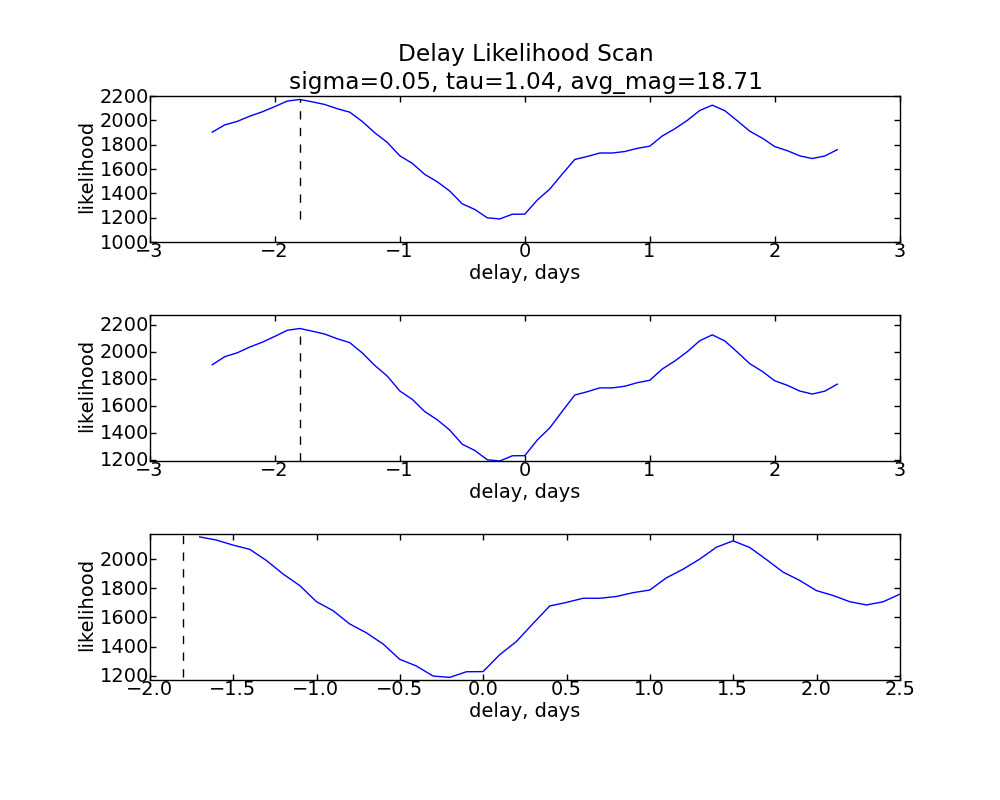 Delay Likelihood Scan
sigma=0.05, tau=1.04, avg_mag=18.71
2200
2000
1800
1600
1400
1200
1000
likelihood
−3 −2 −1 0 1 2 3
delay, days
2200
2000
1800
1600
1400
1200
likelihood
−3 −2 −1 0 1 2 3
delay, days
2000
1800
1600
1400
1200
likelihood
−2.0 −1.5 −1.0 −0.5 0.0 0.5 1.0 1.5 2.0 2.5
delay, days